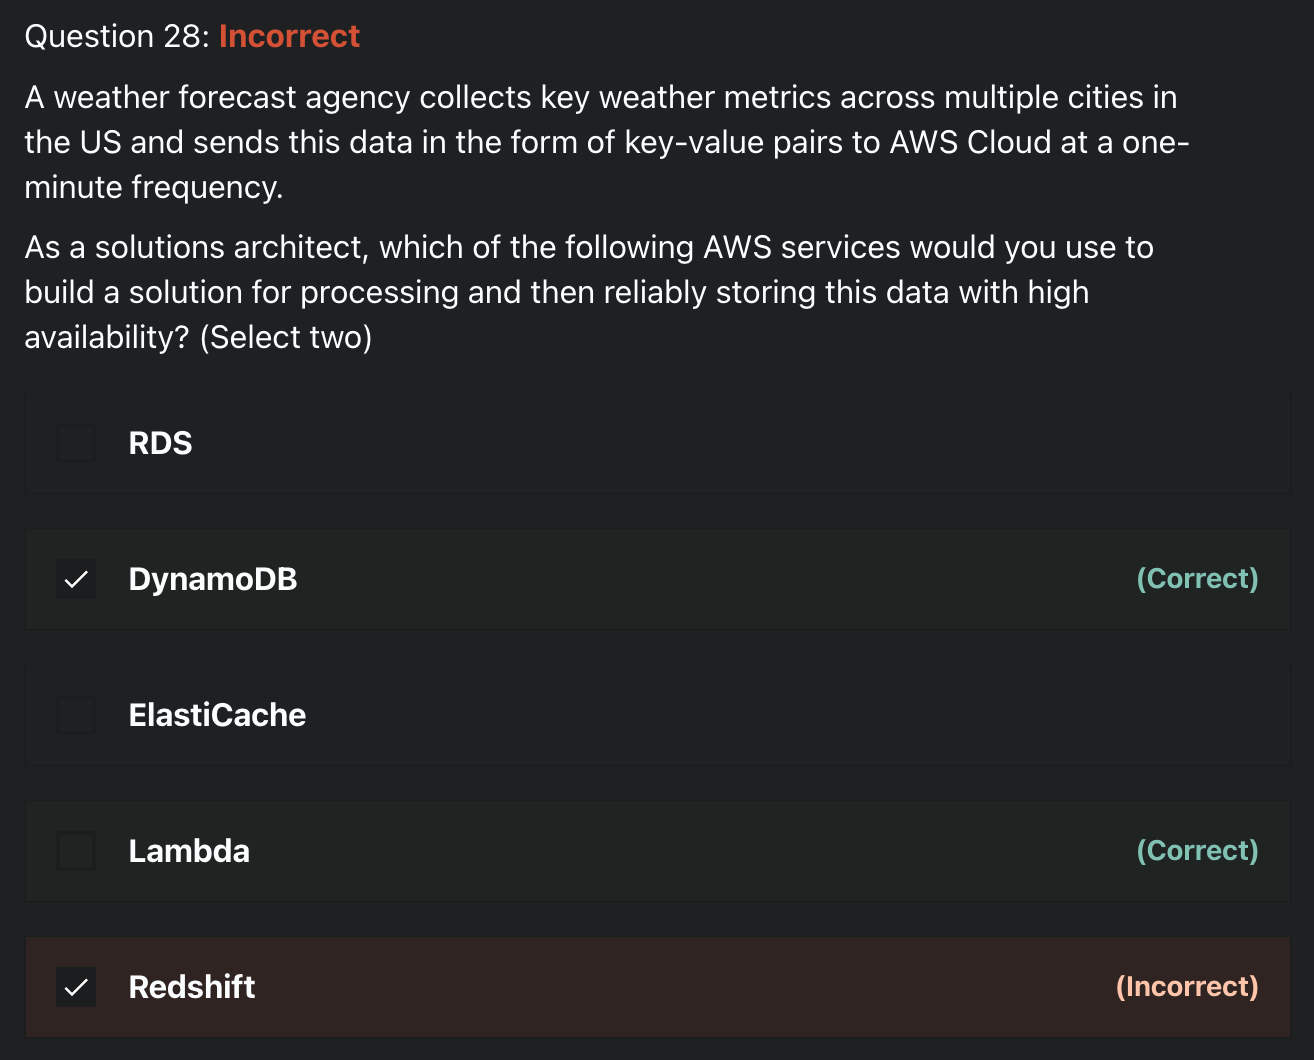 Question 28: Incorrect
A weather forecast agency collects key weather metrics across multiple cities in
the US and sends this data in the form of key-value pairs to AWS Cloud at a one-
minute frequency.
As a solutions architect, which of the following AWS services would you use to
build a solution for processing and then reliably storing this data with high
availability? (Select two)
RDS
DynamoDB (Correct)
ElastiCache
Lambda (Correct)
Redshift (Incorrect)